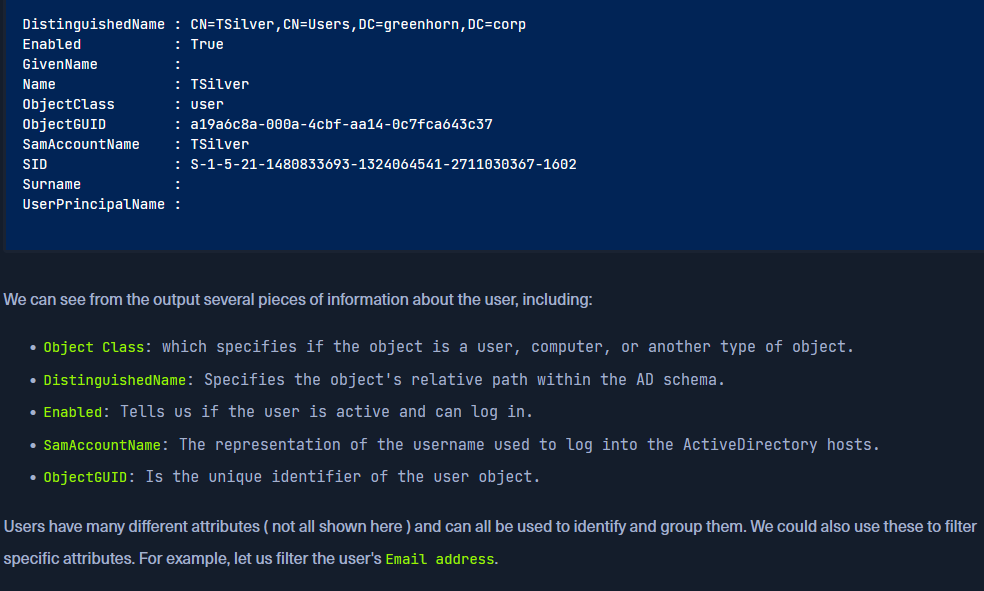 DistinguishedName : CN=TSilver,CN=Users,DC=greenhorn,DC=corp
Enabled           : True
GivenName         :
Name              : TSilver
ObjectClass       : user
ObjectGUID        : a19a6c8a-000a-4cbf-aa14-0c7fca643c37
SamAccountName    : TSilver
SID               : S-1-5-21-1480833693-1324064541-2711030367-1602
Surname           :
UserPrincipalName :
We can see from the output several pieces of information about the user, including:
• Object Class: which specifies if the object is a user, computer, or another type of object.
• DistinguishedName: Specifies the object's relative path within the AD schema.
• Enabled: Tells us if the user is active and can log in.
• SamAccountName: The representation of the username used to log into the ActiveDirectory hosts.
• ObjectGUID: Is the unique identifier of the user object.
Users have many different attributes ( not all shown here ) and can all be used to identify and group them. We could also use these to filter
specific attributes. For example, let us filter the user's Email address.